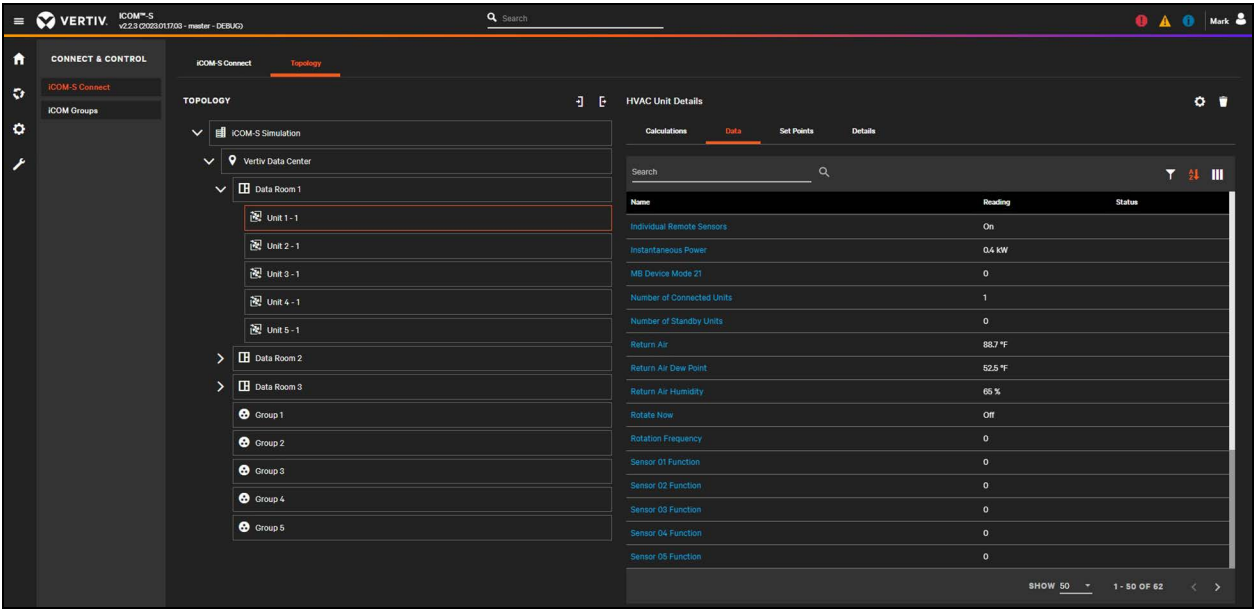 VERTIV.
iCOM™-S
v2.2.3 (2023.01.17.03 - master - DEBUG)
Search
Mark
CONNECT & CONTROL
iCOM-S Connect
iCOM Groups
iCOM-S Connect
Topology
TOPOLOGY
iCOM-S Simulation
Vertiv Data Center
Data Room 1
Unit 1 - 1
Unit 2 - 1
Unit 3 - 1
Unit 4 - 1
Unit 5 - 1
Data Room 2
Data Room 3
Group 1
Group 2
Group 3
Group 4
Group 5
HVAC Unit Details
Calculations Data Set Points Details
Search
Name Reading Status
Individual Remote Sensors On
Instantaneous Power 0.4 kW
MB Device Mode 21 0
Number of Connected Units 1
Number of Standby Units 0
Return Air 88.7 °F
Return Air Dew Point 52.5 °F
Return Air Humidity 65 %
Rotate Now Off
Rotation Frequency 0
Sensor 01 Function 0
Sensor 02 Function 0
Sensor 03 Function 0
Sensor 04 Function 0
Sensor 05 Function 0
SHOW 50 1 - 50 OF 62